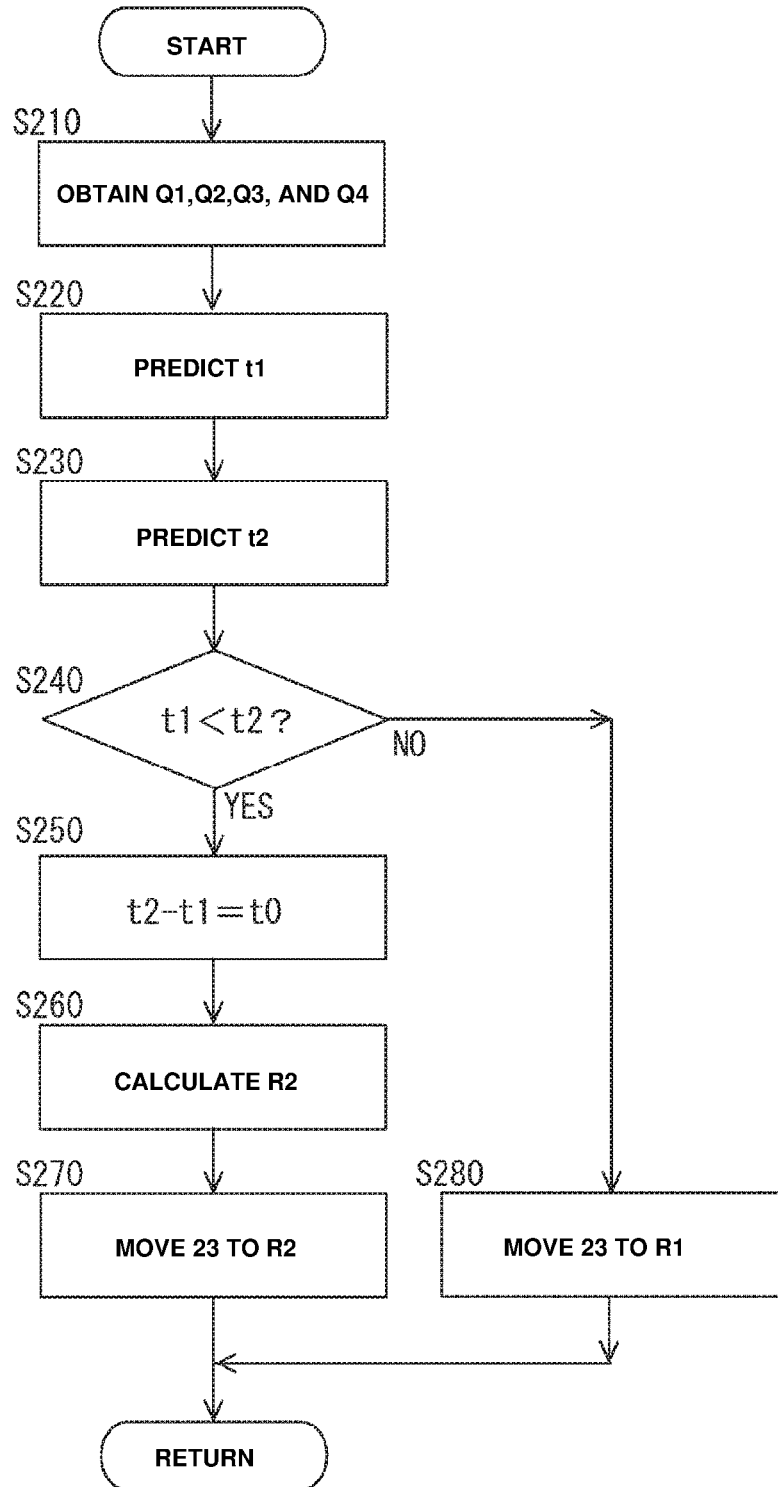 START
S210
OBTAIN Q1,Q2,Q3, AND Q4
S220
PREDICT t1
S230
PREDICT t2
S240
t1<t2?
NO
YES
S250
t2-t1=t0
S260
CALCULATE R2
S270
MOVE 23 TO R2
S280
MOVE 23 TO R1
RETURN